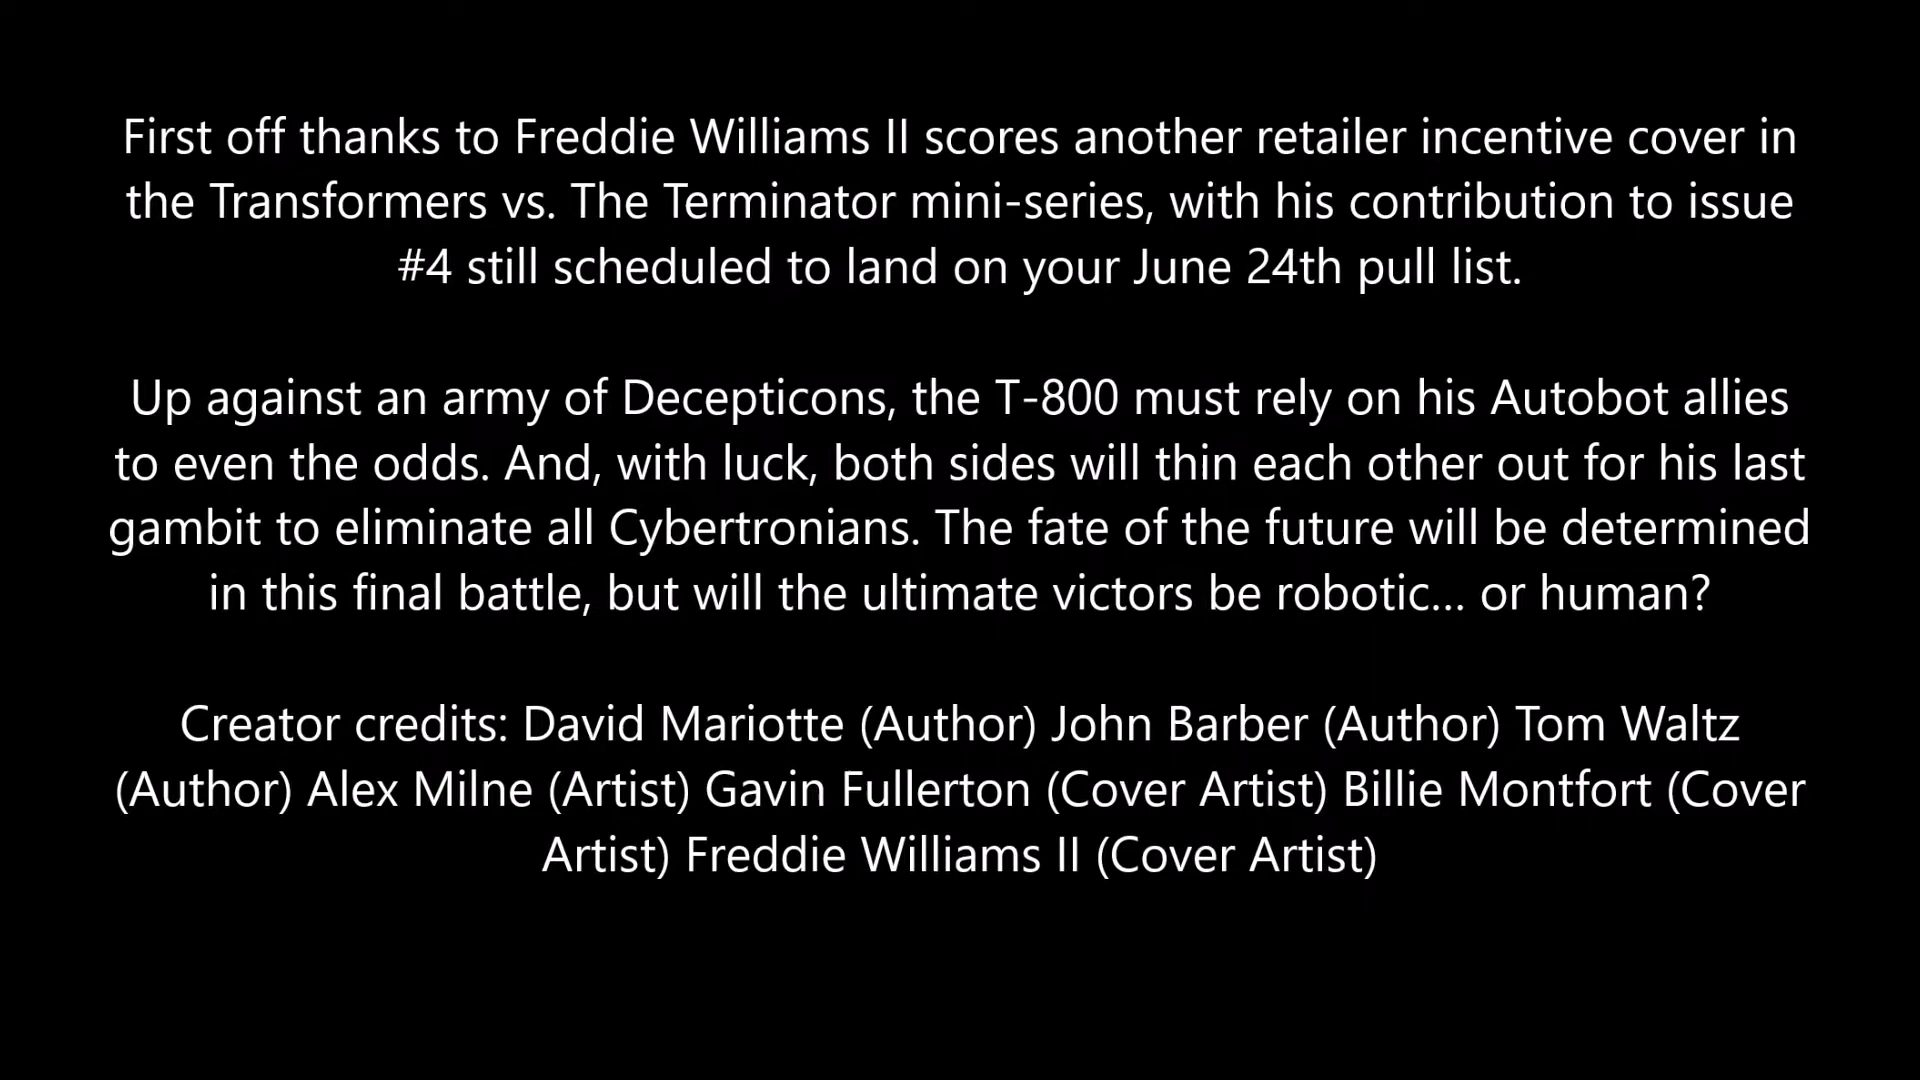 First off thanks to Freddie Williams II scores another retailer incentive cover in
the Transformers vs. The Terminator mini-series, with his contribution to issue
#4 still scheduled to land on your June 24th pull list.
Up against an army of Decepticons, the T-800 must rely on his Autobot allies
to even the odds. And, with luck, both sides will thin each other out for his last
gambit to eliminate all Cybertronians. The fate of the future will be determined
in this final battle, but will the ultimate victors be robotic... or human?
Creator credits: David Mariotte (Author) John Barber (Author) Tom Waltz
(Author) Alex Milne (Artist) Gavin Fullerton (Cover Artist) Billie Montfort (Cover
Artist) Freddie Williams II (Cover Artist)